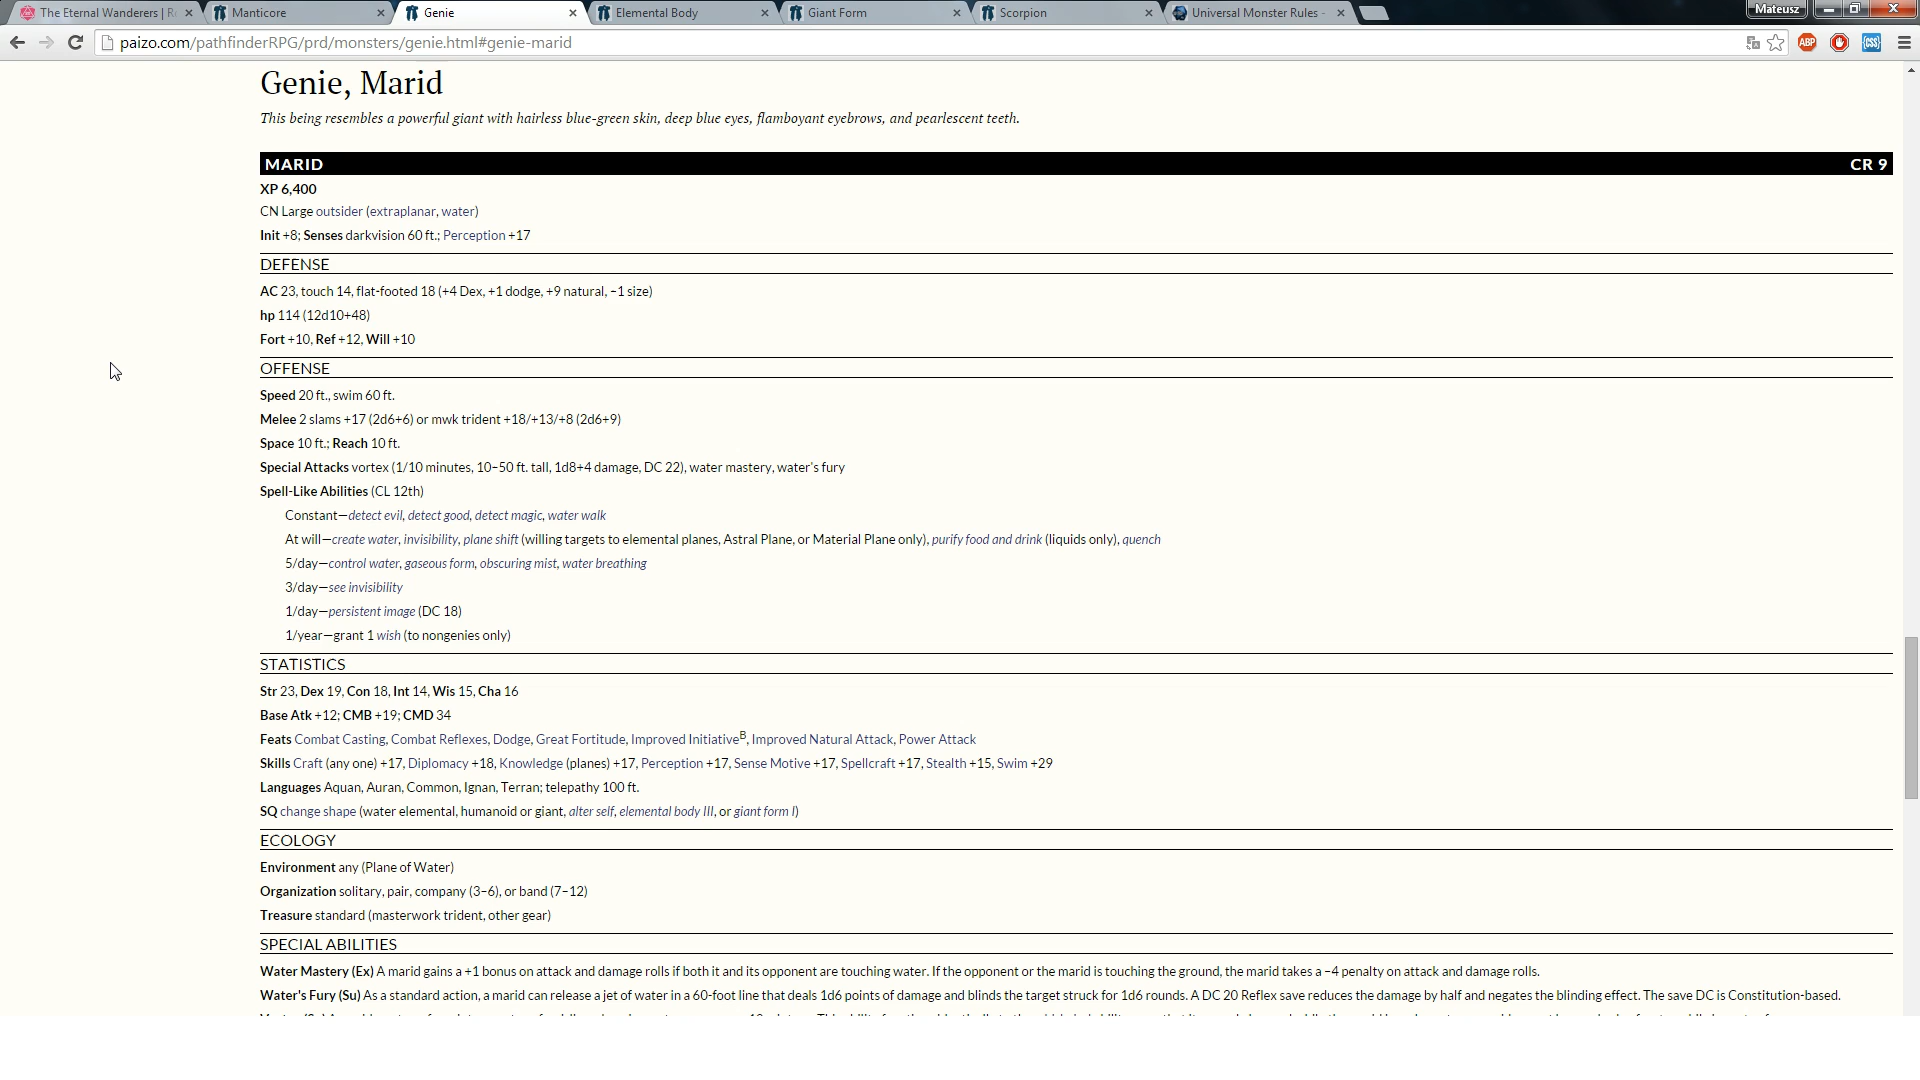 The Eternal Wanderers | R
Manticore
Genie
Elemental Body
Giant Form
Scorpion
Universal Monster Rules -
Mateusz
paizo.com/pathfinderRPG/prd/monsters/genie.html#genie-marid
ABP
{CSS}
Genie, Marid
This being resembles a powerful giant with hairless blue-green skin, deep blue eyes, flamboyant eyebrows, and pearlescent teeth.
MARID CR 9
XP 6,400
CN Large outsider (extraplanar, water)
Init +8; Senses darkvision 60 ft.; Perception +17
DEFENSE
AC 23, touch 14, flat-footed 18 (+4 Dex, +1 dodge, +9 natural, –1 size)
hp 114 (12d10+48)
Fort +10, Ref +12, Will +10
OFFENSE
Speed 20 ft., swim 60 ft.
Melee 2 slams +17 (2d6+6) or mwk trident +18/+13/+8 (2d6+9)
Space 10 ft.; Reach 10 ft.
Special Attacks vortex (1/10 minutes, 10–50 ft. tall, 1d8+4 damage, DC 22), water mastery, water's fury
Spell-Like Abilities (CL 12th)
Constant—detect evil, detect good, detect magic, water walk
At will—create water, invisibility, plane shift (willing targets to elemental planes, Astral Plane, or Material Plane only), purify food and drink (liquids only), quench
5/day—control water, gaseous form, obscuring mist, water breathing
3/day—see invisibility
1/day—persistent image (DC 18)
1/year—grant 1 wish (to nongenies only)
STATISTICS
Str 23, Dex 19, Con 18, Int 14, Wis 15, Cha 16
Base Atk +12; CMB +19; CMD 34
Feats Combat Casting, Combat Reflexes, Dodge, Great Fortitude, Improved InitiativeB, Improved Natural Attack, Power Attack
Skills Craft (any one) +17, Diplomacy +18, Knowledge (planes) +17, Perception +17, Sense Motive +17, Spellcraft +17, Stealth +15, Swim +29
Languages Aquan, Auran, Common, Ignan, Terran; telepathy 100 ft.
SQ change shape (water elemental, humanoid or giant, alter self, elemental body III, or giant form I)
ECOLOGY
Environment any (Plane of Water)
Organization solitary, pair, company (3–6), or band (7–12)
Treasure standard (masterwork trident, other gear)
SPECIAL ABILITIES
Water Mastery (Ex) A marid gains a +1 bonus on attack and damage rolls if both it and its opponent are touching water. If the opponent or the marid is touching the ground, the marid takes a –4 penalty on attack and damage rolls.
Water's Fury (Su) As a standard action, a marid can release a jet of water in a 60-foot line that deals 1d6 points of damage and blinds the target struck for 1d6 rounds. A DC 20 Reflex save reduces the damage by half and negates the blinding effect. The save DC is Constitution-based.